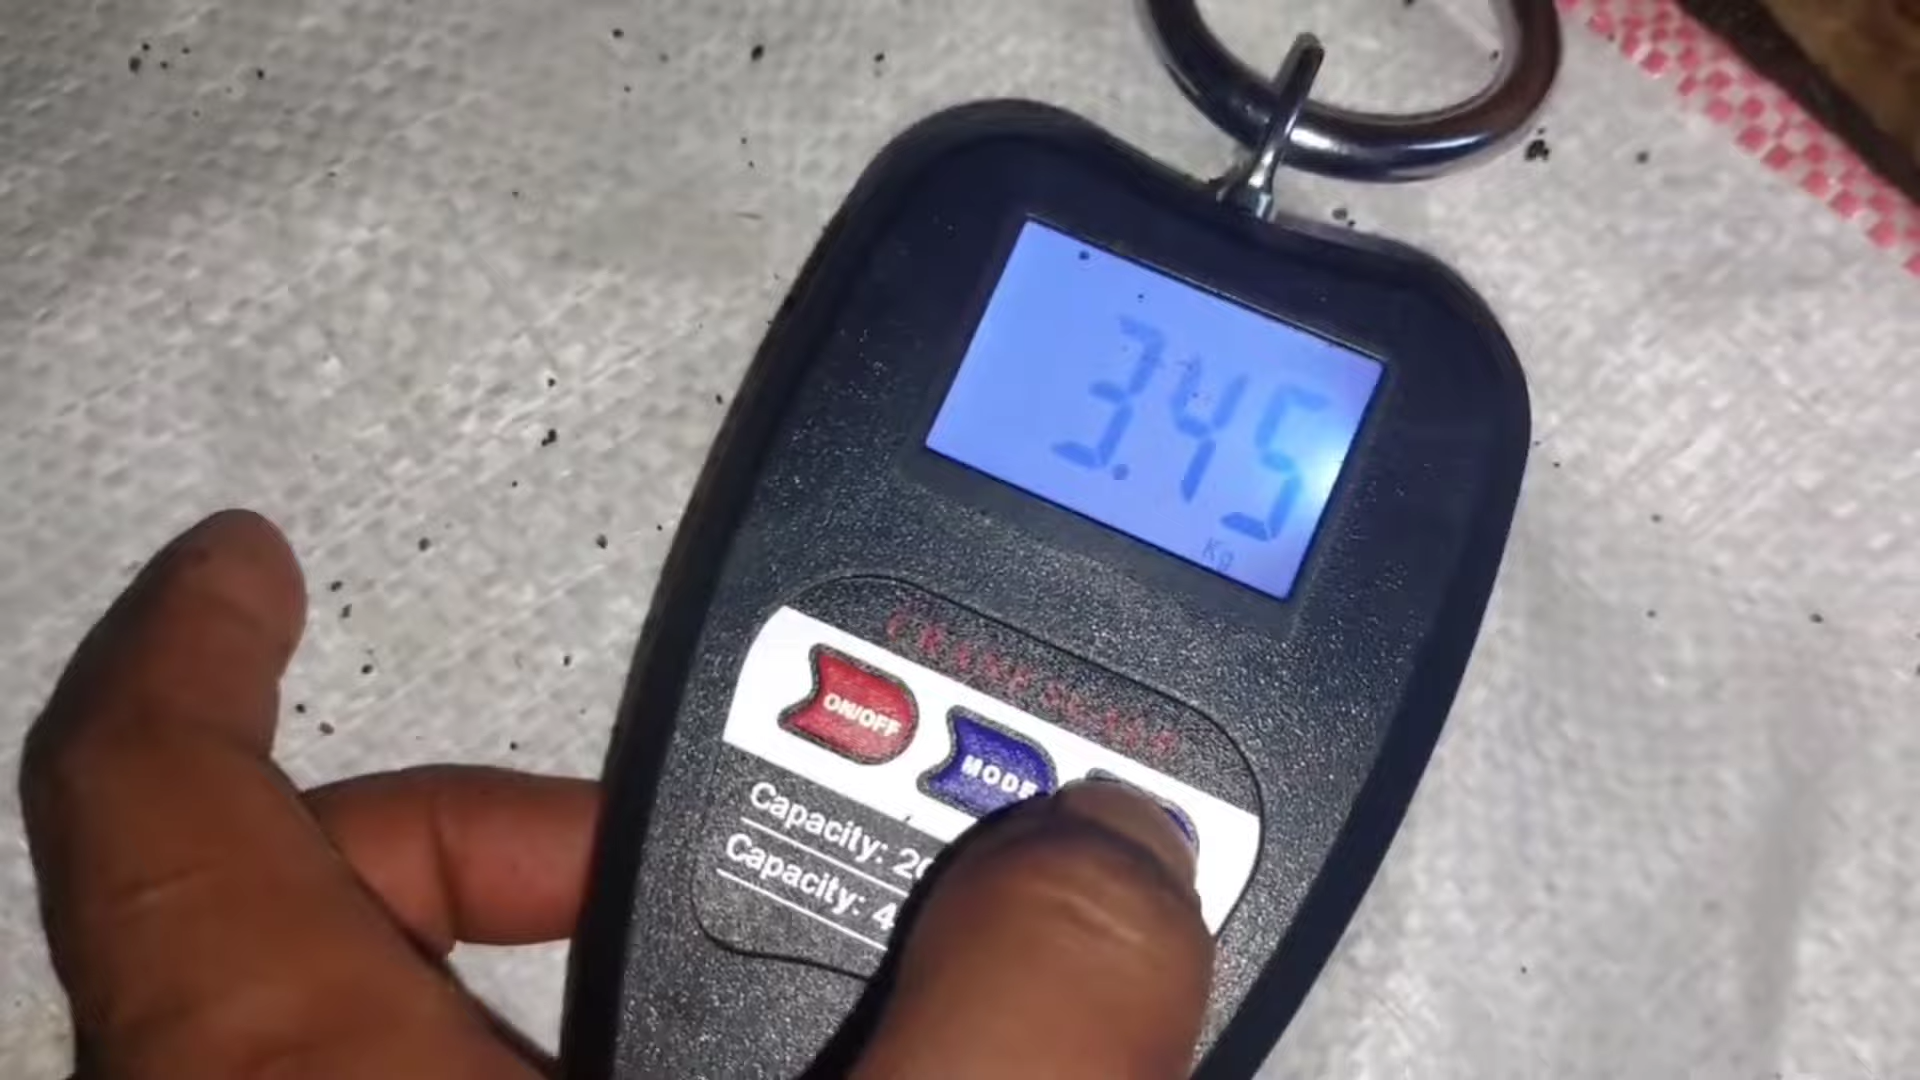 3.45
Kg
ON/OFF
MODE
Capacity: 20
Capacity: 4